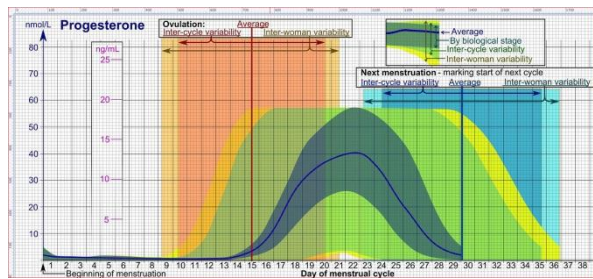 nmol/L Progesterone
ng/mL
80
70
60
50
40
30
20
10
25
20
15
10
5
Ovulation: Average
Inter-cycle variability Inter-woman variability
Average
By biological stage
Inter-cycle variability
Inter-woman variability
Next menstruation - marking start of next cycle
Inter-cycle variability Average Inter-woman variability
1 2 3 4 5 6 7 8 9 10 11 12 13 14 15 16 17 18 19 20 21 22 23 24 25 26 27 28 29 30 31 32 33 34 35 36 37 38
Beginning of menstruation Day of menstrual cycle